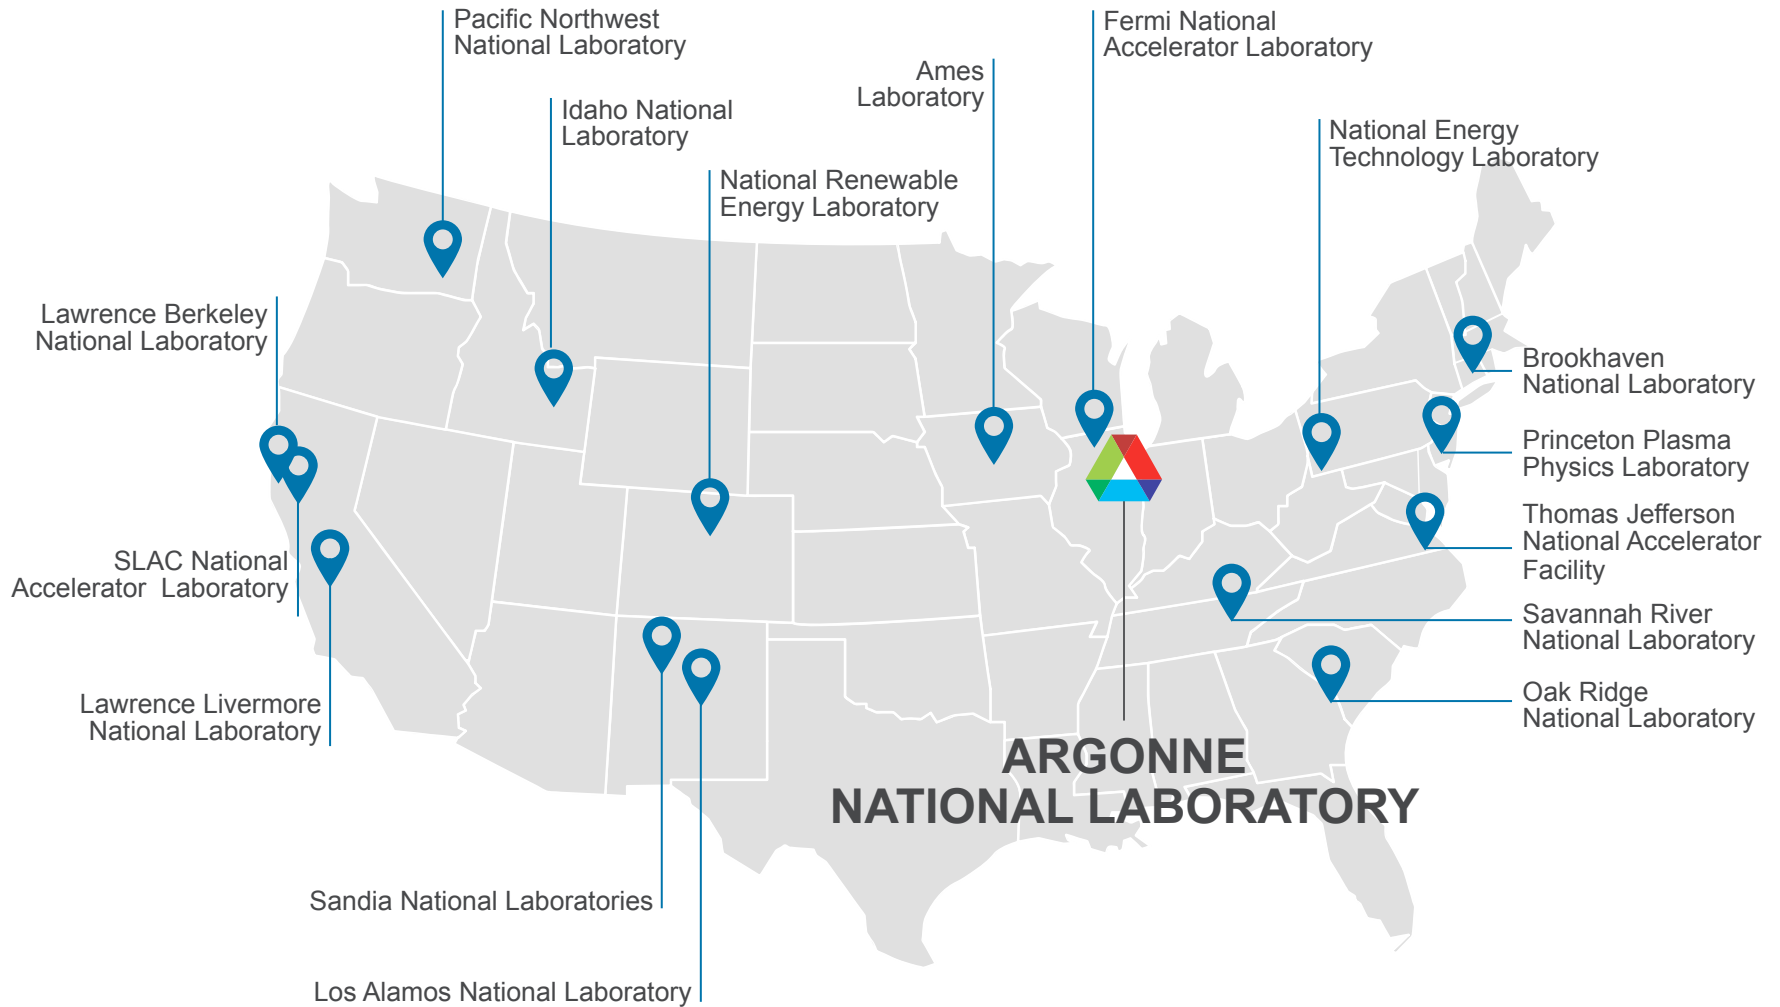 Pacific Northwest
National Laboratory
Fermi National
Accelerator Laboratory
Ames
Laboratory
Idaho National
Laboratory
National Energy
Technology Laboratory
National Renewable
Energy Laboratory
Lawrence Berkeley
National Laboratory
Brookhaven
National Laboratory
Princeton Plasma
Physics Laboratory
Thomas Jefferson
National Accelerator
Facility
SLAC National
Accelerator  Laboratory
Savannah River
National Laboratory
Oak Ridge
National Laboratory
Lawrence Livermore
National Laboratory
ARGONNE
NATIONAL LABORATORY
Sandia National Laboratories
Los Alamos National Laboratory